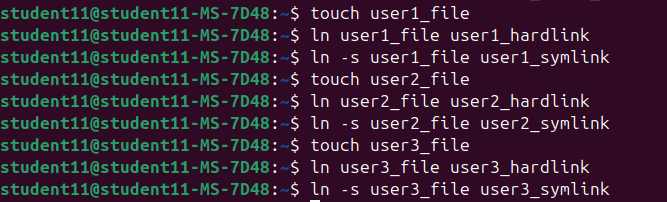 student11@student11-MS-7D48:~$ touch user1_file
student11@student11-MS-7D48:~$ ln user1_file user1_hardlink
student11@student11-MS-7D48:~$ ln -s user1_file user1_symlink
student11@student11-MS-7D48:~$ touch user2_file
student11@student11-MS-7D48:~$ ln user2_file user2_hardlink
student11@student11-MS-7D48:~$ ln -s user2_file user2_symlink
student11@student11-MS-7D48:~$ touch user3_file
student11@student11-MS-7D48:~$ ln user3_file user3_hardlink
student11@student11-MS-7D48:~$ ln -s user3_file user3_symlink